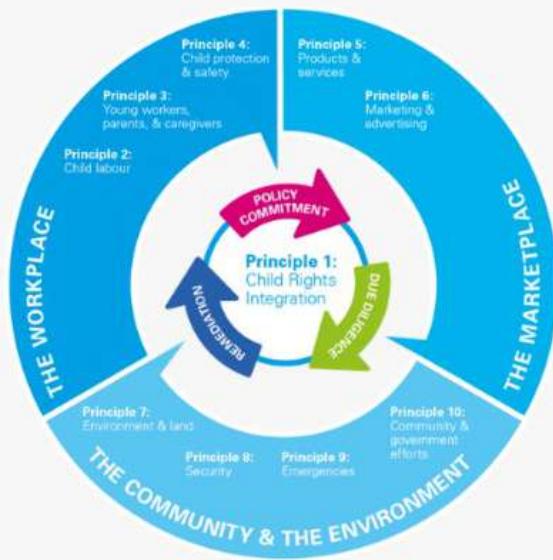 Principle 4:
Child protection
& safety
Principle 3:
Young workers,
parents, & caregivers
Principle 2:
Child labour
THE WORKPLACE
Principle 5:
Products &
services
Principle 6:
Marketing &
advertising
THE MARKETPLACE
POLICY
COMMITMENT
DUE DILIGENCE
REMEDIATION
Principle 1:
Child Rights
Integration
Principle 7:
Environment & land
Principle 8:
Security
Principle 9:
Emergencies
Principle 10:
Community &
government
efforts
THE COMMUNITY & THE ENVIRONMENT